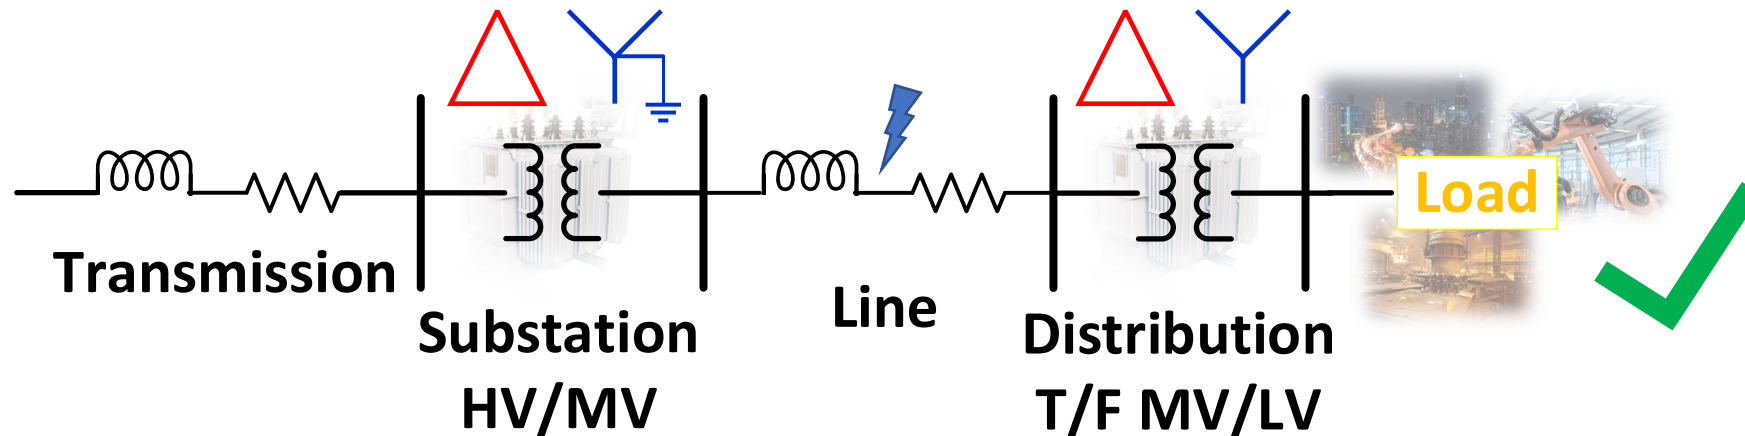 Transmission
Substation
HV/MV
Line
Distribution
T/F MV/LV
Load